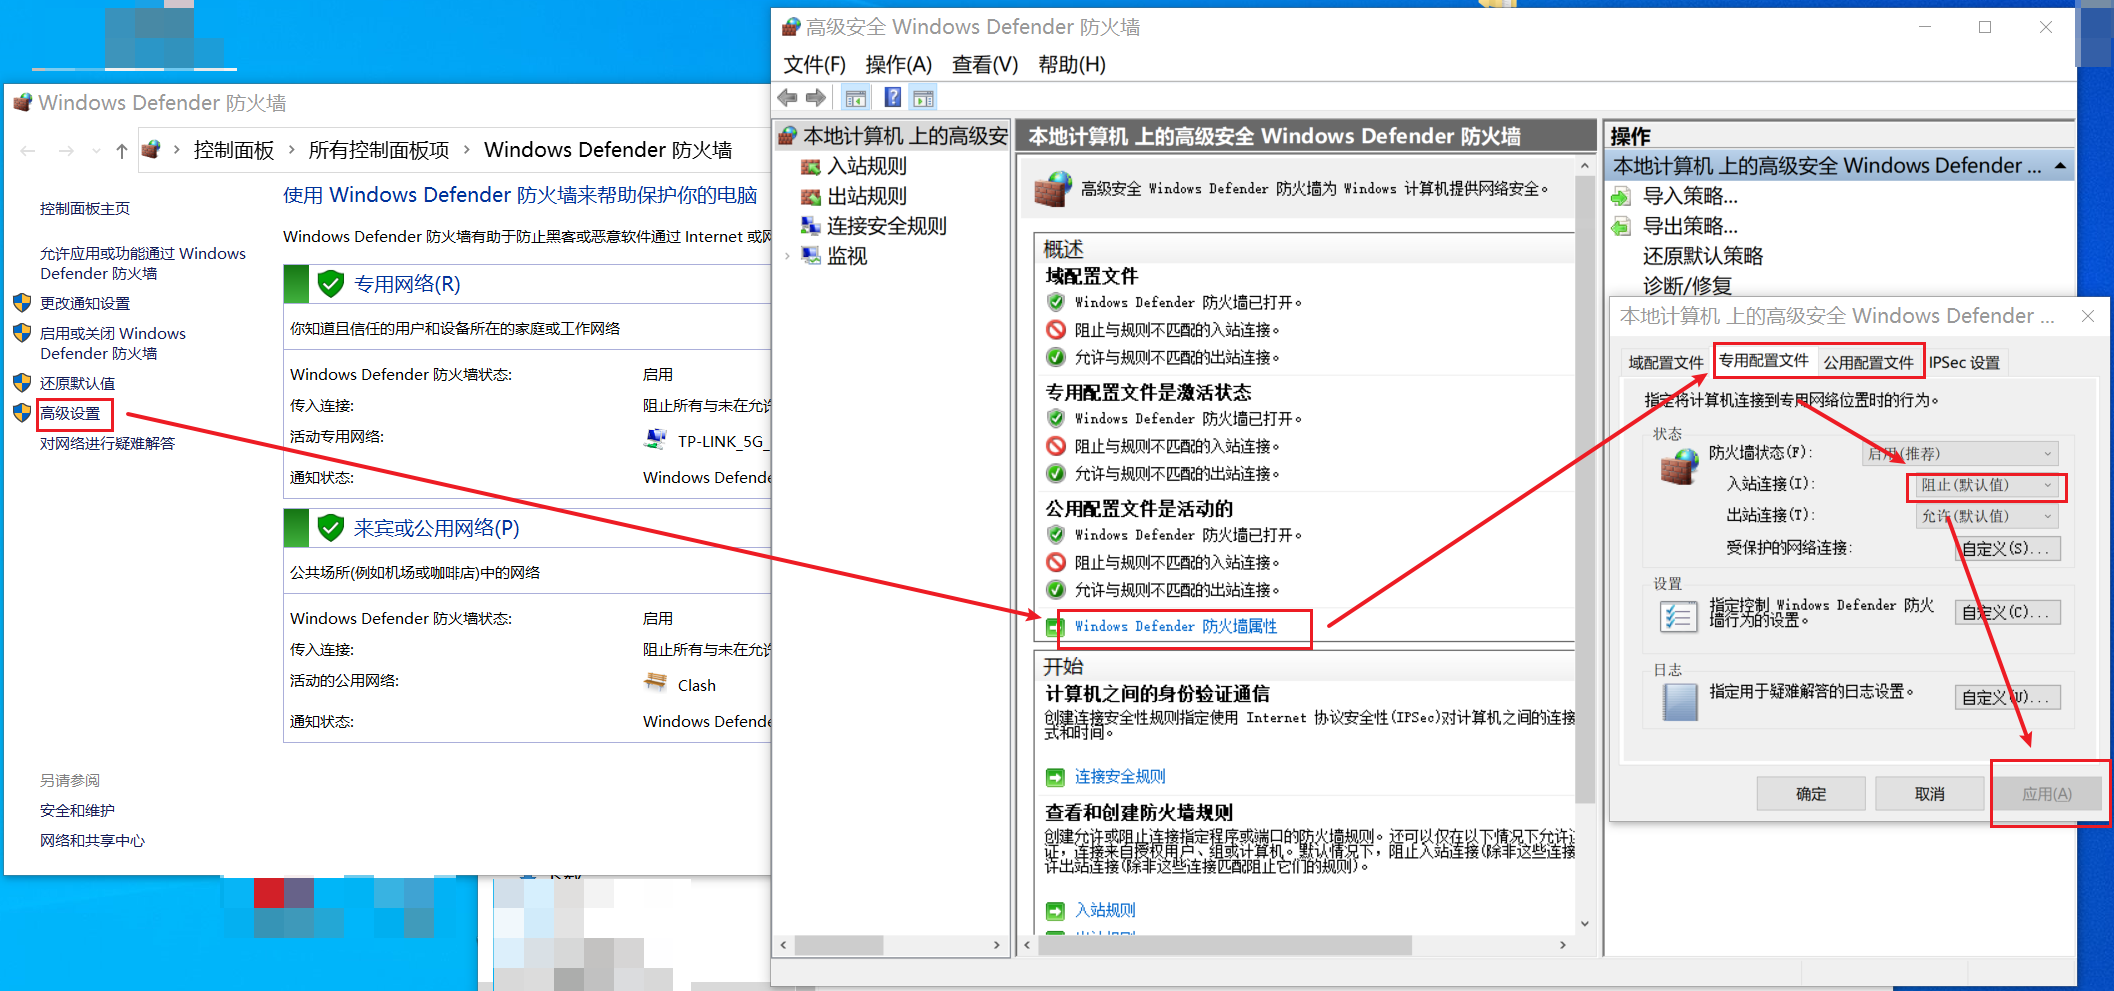 Windows Defender 防火墙
控制面板
所有控制面板项
Windows Defender 防火墙
控制面板主页
允许应用或功能通过 Windows
Defender 防火墙
更改通知设置
启用或关闭 Windows
Defender 防火墙
还原默认值
高级设置
对网络进行疑难解答
另请参阅
安全和维护
网络和共享中心
使用 Windows Defender 防火墙来帮助保护你的电脑
Windows Defender 防火墙有助于防止黑客或恶意软件通过 Internet 或网
专用网络(R)
你知道且信任的用户和设备所在的家庭或工作网络
Windows Defender 防火墙状态:
启用
传入连接:
阻止所有与未在允许
活动专用网络:
TP-LINK_5G_
通知状态:
Windows Defende
来宾或公用网络(P)
公共场所(例如机场或咖啡店)中的网络
Windows Defender 防火墙状态:
启用
传入连接:
阻止所有与未在允许
活动的公用网络:
Clash
通知状态:
Windows Defende
高级安全 Windows Defender 防火墙
文件(F) 操作(A) 查看(V) 帮助(H)
本地计算机 上的高级安
入站规则
出站规则
连接安全规则
监视
本地计算机 上的高级安全 Windows Defender 防火墙
高级安全 Windows Defender 防火墙为 Windows 计算机提供网络安全。
概述
域配置文件
Windows Defender 防火墙已打开。
阻止与规则不匹配的入站连接。
允许与规则不匹配的出站连接。
专用配置文件是激活状态
Windows Defender 防火墙已打开。
阻止与规则不匹配的入站连接。
允许与规则不匹配的出站连接。
公用配置文件是活动的
Windows Defender 防火墙已打开。
阻止与规则不匹配的入站连接。
允许与规则不匹配的出站连接。
Windows Defender 防火墙属性
开始
计算机之间的身份验证通信
创建连接安全性规则指定使用 Internet 协议安全性(IPSec)对计算机之间的连接
式和时间。
连接安全规则
查看和创建防火墙规则
创建允许或阻止连接指定程序或端口的防火墙规则。还可以仅在以下情况下允许连
证，连接来自授权用户、组或计算机。默认情况下，阻止入站连接(除非这些连接
许出站连接(除非这些连接匹配阻止它们的规则)。
入站规则
操作
本地计算机 上的高级安全 Windows Defender ...
导入策略...
导出策略...
还原默认策略
诊断/修复
本地计算机 上的高级安全 Windows Defender ...
域配置文件 专用配置文件 公用配置文件 IPSec 设置
指定将计算机连接到专用网络位置时的行为。
状态
防火墙状态(F):
启用(推荐)
入站连接(I):
阻止(默认值)
出站连接(T):
允许(默认值)
受保护的网络连接:
自定义(S)...
设置
指定控制 Windows Defender 防火
墙行为的设置。
自定义(C)...
日志
指定用于疑难解答的日志设置。
自定义(U)...
确定
取消
应用(A)